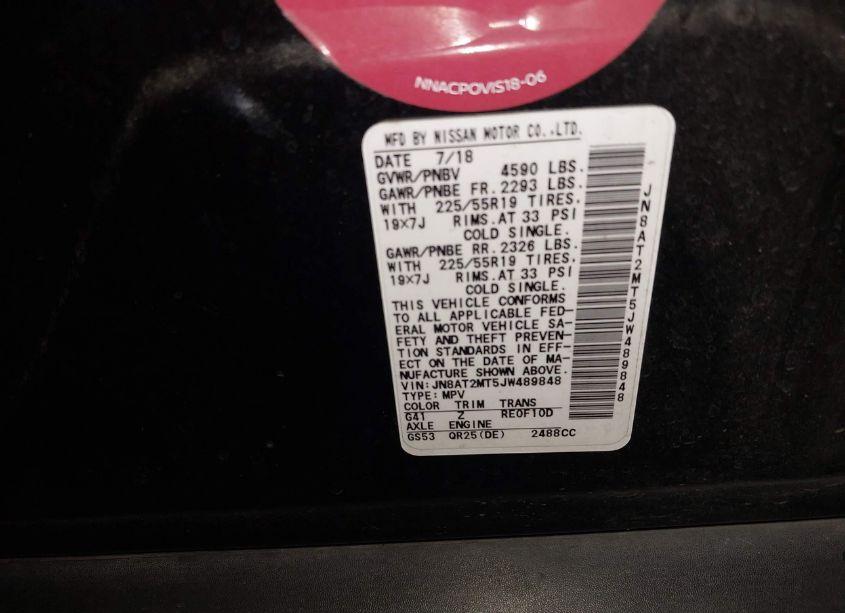 NNACPOVIS18-06
MFD BY NISSAN MOTOR CO.,LTD.
DATE 7/18
GVWR/PNBV 4590 LBS.
GAWR/PNBE FR. 2293 LBS.
WITH 225/55R19 TIRES.
19X7J RIMS.AT 33 PSI
COLD SINGLE.
GAWR/PNBE RR. 2326 LBS.
WITH 225/55R19 TIRES.
19X7J RIMS.AT 33 PSI
COLD SINGLE.
THIS VEHICLE CONFORMS
TO ALL APPLICABLE FED-
ERAL MOTOR VEHICLE SA-
FETY AND THEFT PREVEN-
TION STANDARDS IN EFF-
ECT ON THE DATE OF MA-
NUFACTURE SHOWN ABOVE.
VIN:JN8AT2MT5JW489848
TYPE:MPV
COLOR TRIM TRANS
G41 Z RE0F10D
AXLE ENGINE
GS53 QR25(DE) 2488CC
JN8AT2MT5JW489848